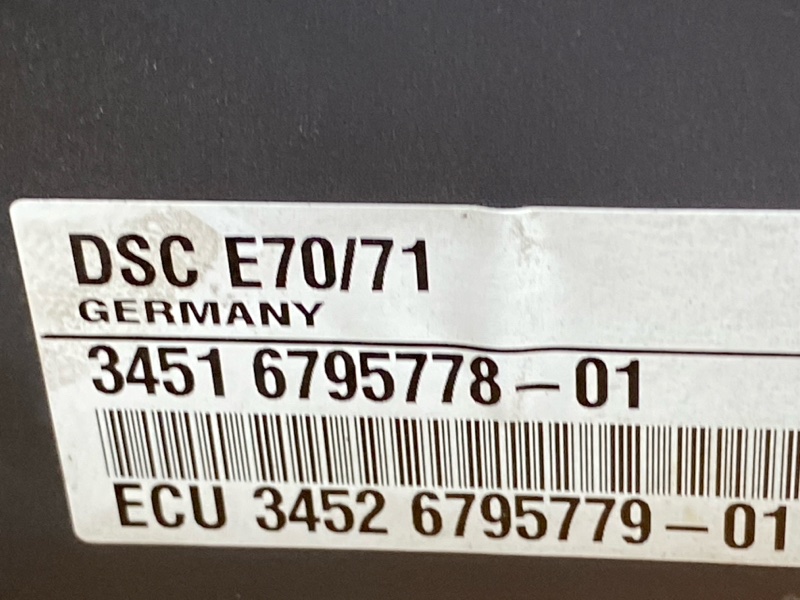 DSC E70/71
GERMANY
3451 6795778-01
ECU 3452 6795779-01